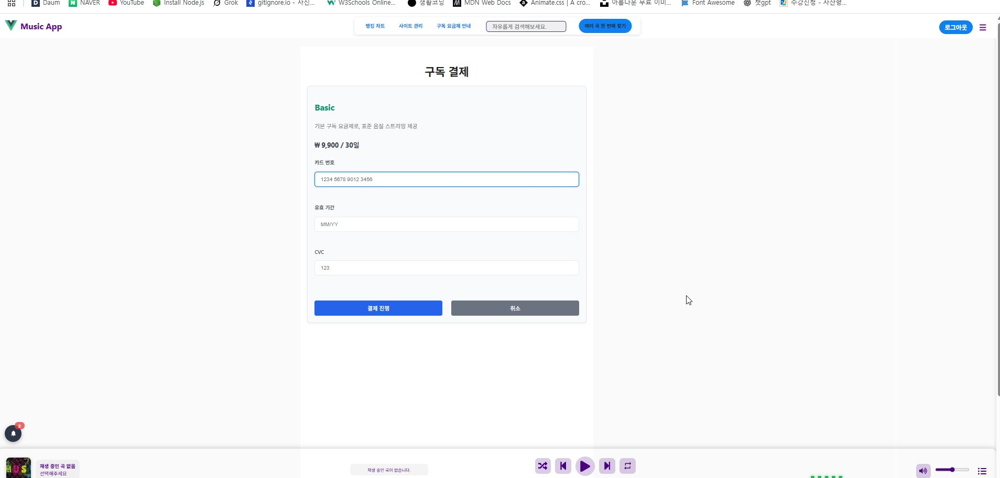 Daum NAVER YouTube Install Node.js Grok gitignore.io - 자신... W3Schools Online... 생활코딩 MDN Web Docs Animate.css | A cro... 아름다운 무료 이미... Font Awesome 챗gpt 수강신청 - 자산형...
Music App
랭킹 차트 사이트 관리 구독 요금제 안내 자유롭게 검색해보세요. 여러 곡 한 번에 찾기
로그아웃
구독 결제
Basic
기본 구독 요금제로, 표준 음질 스트리밍 제공
₩ 9,900 / 30일
카드 번호
1234 5678 9012 3456
유효 기간
MM/YY
CVC
123
결제 진행 취소
2
재생 중인 곡 없음
선택해주세요
재생 중인 곡이 없습니다.